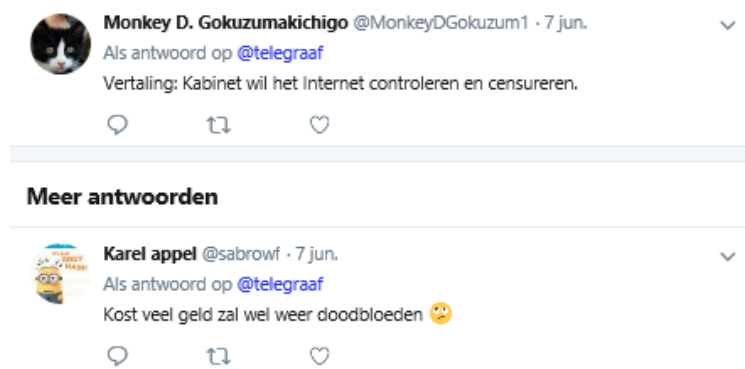 Monkey D. Gokuzumakichigo @MonkeyDGokuzum1 · 7 jun.
Als antwoord op @telegraaf
Vertaling: Kabinet wil het Internet controleren en censureren.
Meer antwoorden
Karel appel @sabrowf · 7 jun.
Als antwoord op @telegraaf
Kost veel geld zal wel weer doodbloeden 🙄